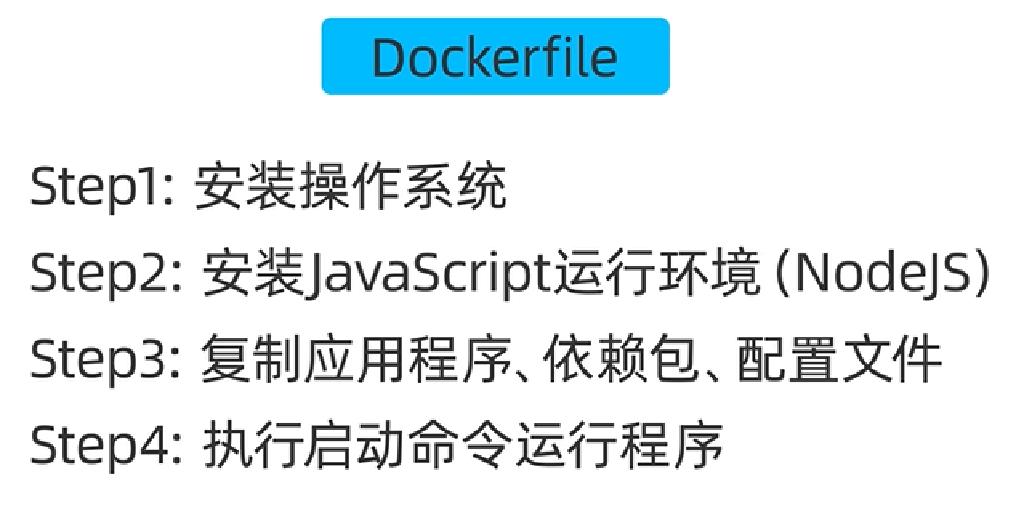 Dockerfile
Step1: 安装操作系统
Step2: 安装JavaScript运行环境 (NodeJS)
Step3: 复制应用程序、依赖包、配置文件
Step4: 执行启动命令运行程序